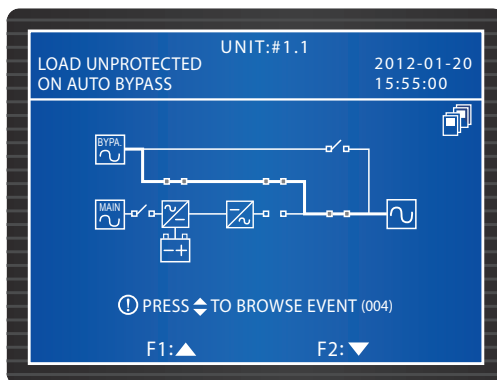 UNIT:#1.1
LOAD UNPROTECTED
ON AUTO BYPASS
2012-01-20
15:55:00
BYPA.
MAIN
PRESS TO BROWSE EVENT (004)
F1: F2: